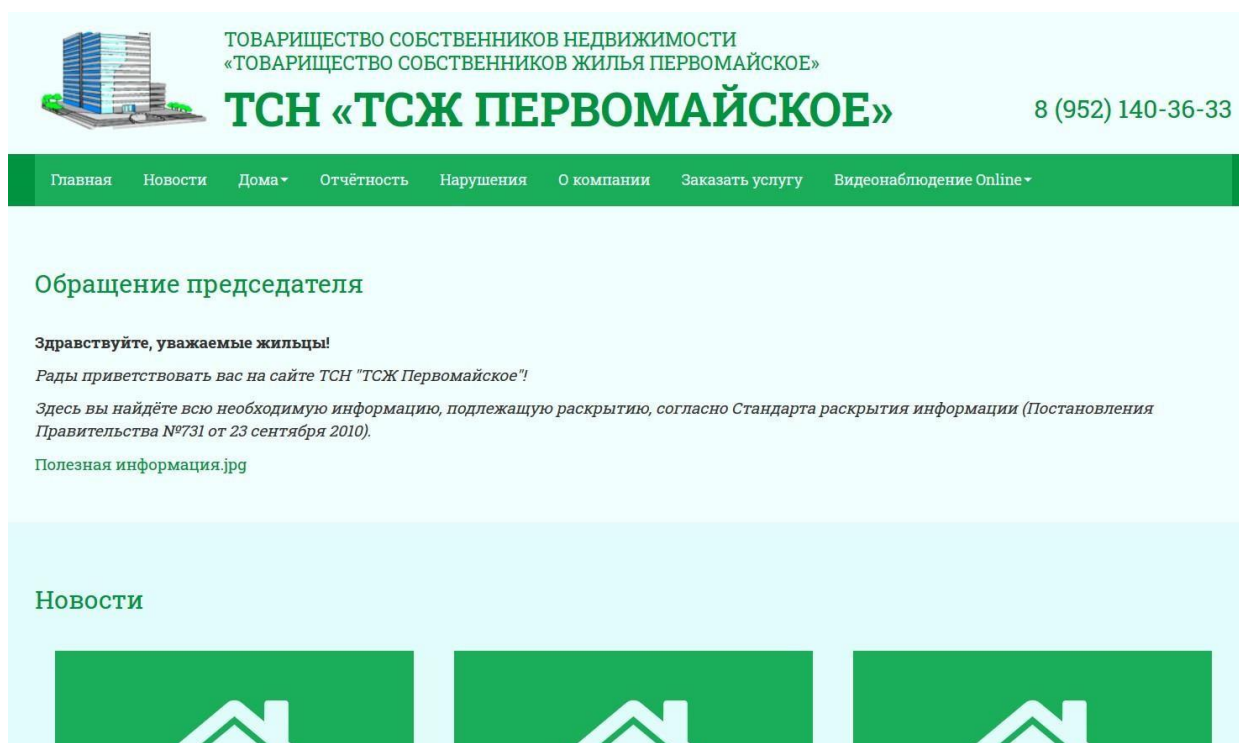 ТОВАРИЩЕСТВО СОБСТВЕННИКОВ НЕДВИЖИМОСТИ
«ТОВАРИЩЕСТВО СОБСТВЕННИКОВ ЖИЛЬЯ ПЕРВОМАЙСКОЕ»
ТСН «ТСЖ ПЕРВОМАЙСКОЕ»
8 (952) 140-36-33
Главная Новости Дома Отчётность Нарушения О компании Заказать услугу Видеонаблюдение Online
Обращение председателя
Здравствуйте, уважаемые жильцы!
Рады приветствовать вас на сайте ТСН "ТСЖ Первомайское"!
Здесь вы найдёте всю необходимую информацию, подлежащую раскрытию, согласно Стандарта раскрытия информации (Постановления
Правительства №731 от 23 сентября 2010).
Полезная информация.jpg
Новости